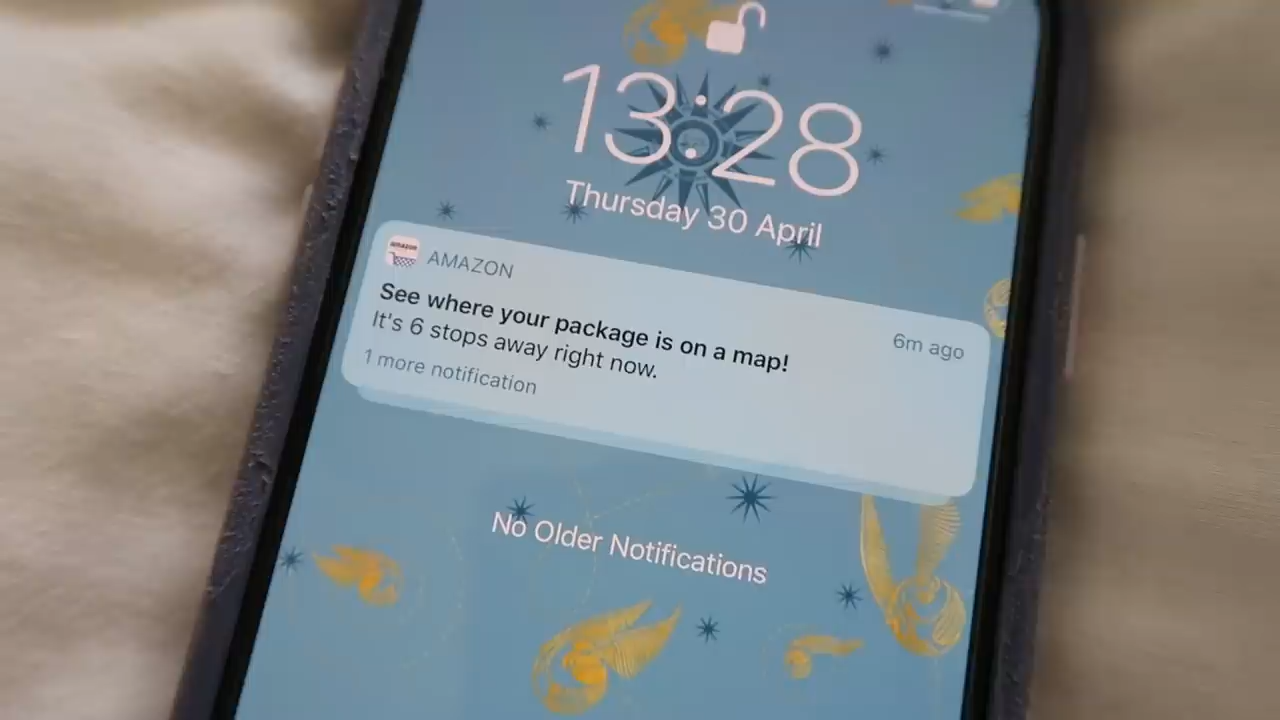 13:28
Thursday 30 April
amazon
AMAZON
6m ago
See where your package is on a map!
It's 6 stops away right now.
1 more notification
No Older Notifications